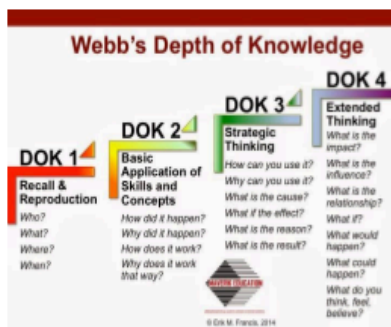 Webb's Depth of Knowledge
DOK 1
Recall &
Reproduction
Who?
What?
Where?
When?
DOK 2
Basic
Application of
Skills and
Concepts
How did it happen?
Why did it happen?
How does it work?
Why does it work
that way?
DOK 3
Strategic
Thinking
How can you use it?
Why can you use it?
What is the cause?
What if the effect?
What is the reason?
What is the result?
DOK 4
Extended
Thinking
What is the
impact?
What is the
influence?
What is the
relationship?
What if?
What would
happen?
What could
happen?
What do you
think, feel,
believe?
MAVERIK EDUCATION
© Erik M. Francis, 2014